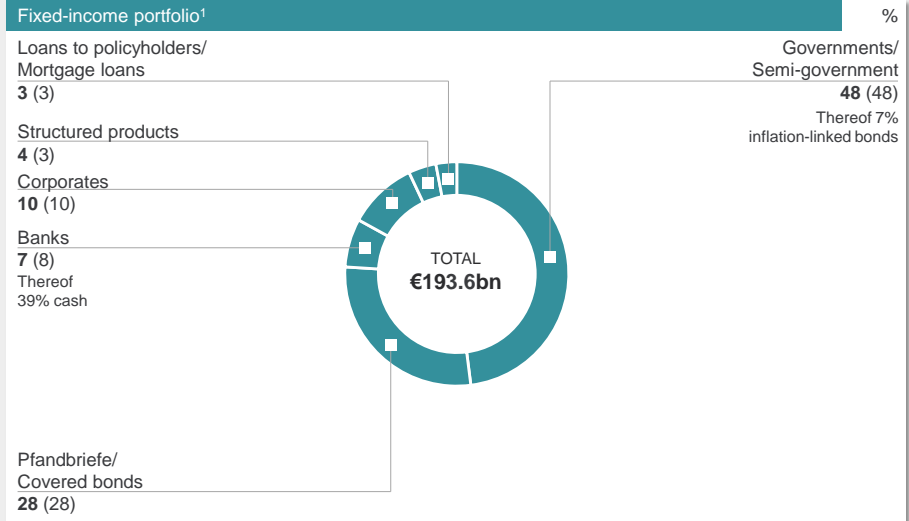 Fixed-income portfolio¹ %
Loans to policyholders/
Mortgage loans
3 (3)
Structured products
4 (3)
Corporates
10 (10)
Banks
7 (8)
Thereof
39% cash
Pfandbriefe/
Covered bonds
28 (28)
TOTAL
€193.6bn
Governments/
Semi-government
48 (48)
Thereof 7%
inflation-linked bonds